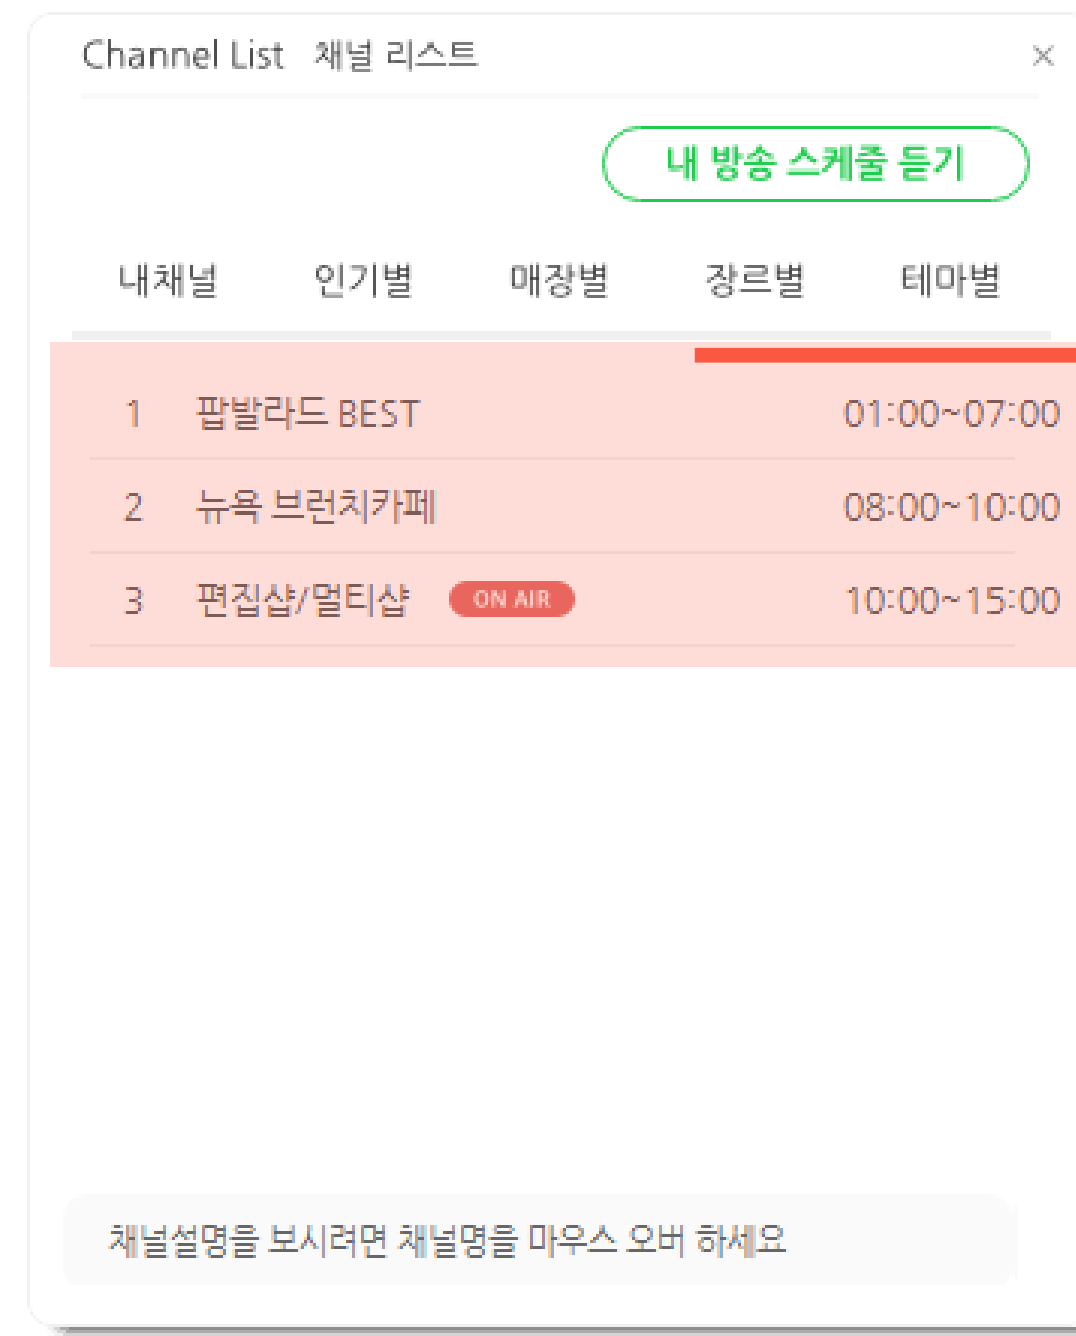 Channel List 채널 리스트 ×
내 방송 스케줄 듣기
내채널 인기별 매장별 장르별 테마별
1 팝발라드 BEST 01:00~07:00
2 뉴욕 브런치카페 08:00~10:00
3 편집샵/멀티샵 ON AIR 10:00~15:00
채널설명을 보시려면 채널명을 마우스 오버 하세요